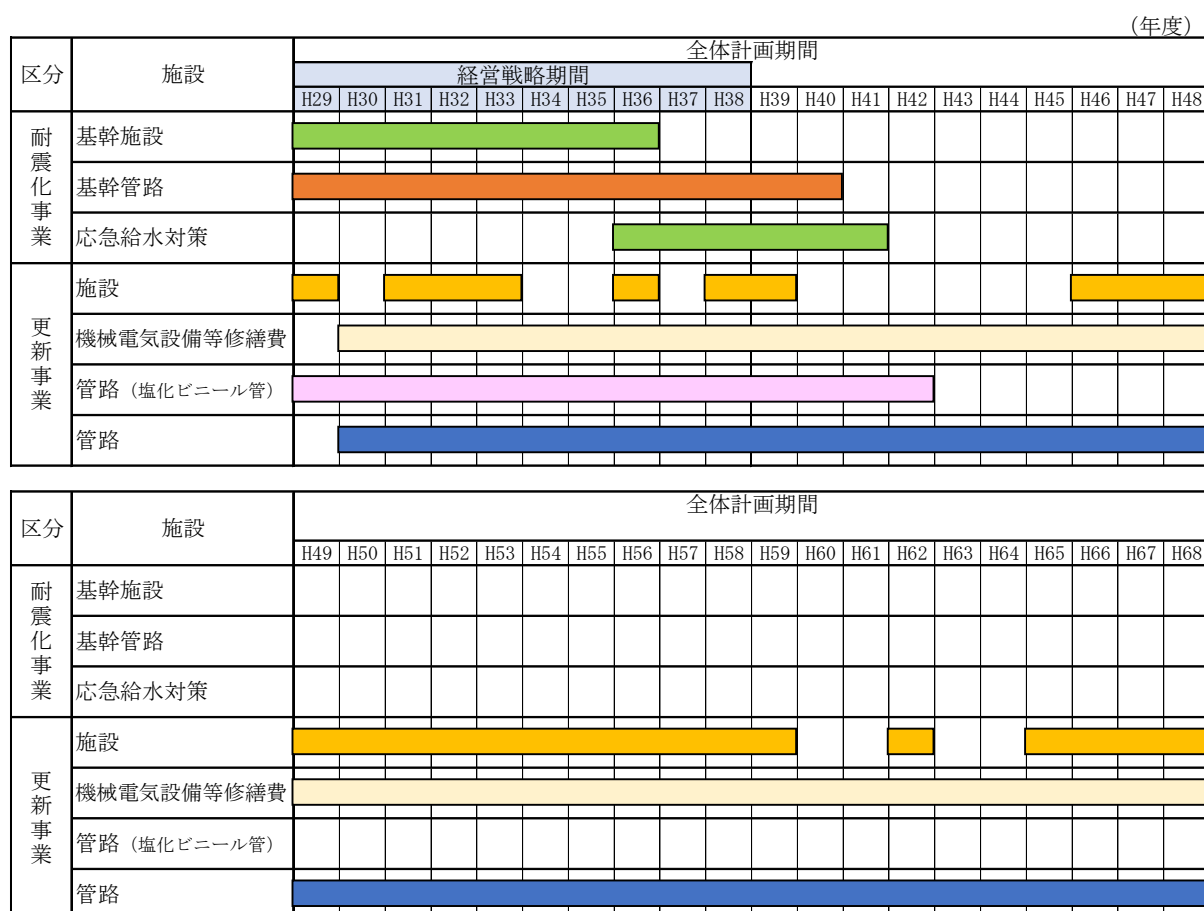 （年度）
区分 施設 全体計画期間
経営戦略期間
H29 H30 H31 H32 H33 H34 H35 H36 H37 H38 H39 H40 H41 H42 H43 H44 H45 H46 H47 H48
耐震化事業
基幹施設
基幹管路
応急給水対策
更新事業
施設
機械電気設備等修繕費
管路（塩化ビニール管）
管路
区分 施設 全体計画期間
H49 H50 H51 H52 H53 H54 H55 H56 H57 H58 H59 H60 H61 H62 H63 H64 H65 H66 H67 H68
耐震化事業
基幹施設
基幹管路
応急給水対策
更新事業
施設
機械電気設備等修繕費
管路（塩化ビニール管）
管路